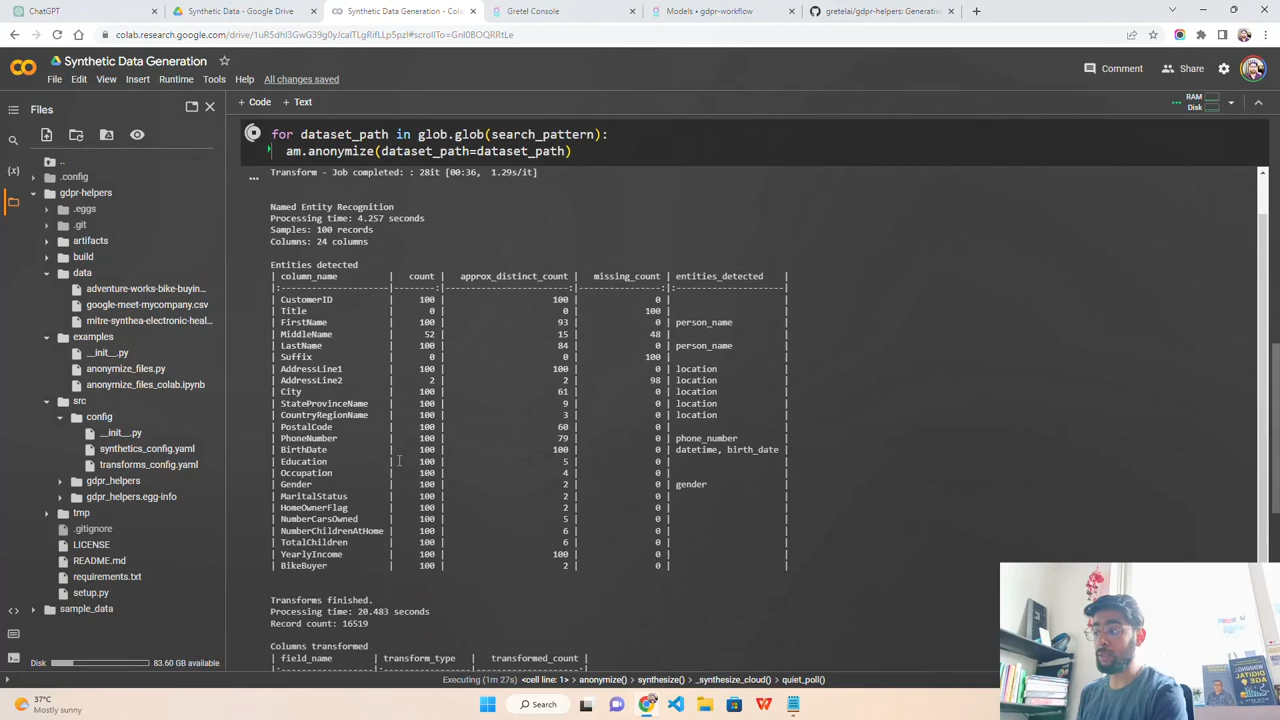 ChatGPT
Synthetic Data - Google Drive
Synthetic Data Generation - Cola
Gretel Console
Models • gdpr-workflow
gretelai/gdpr-helpers: Generativ
colab.research.google.com/drive/1uR5dhI3GwG39g0yJcalTLgRifLLp5pzI#scrollTo=GnI0BOQRRtLe
Synthetic Data Generation
File Edit View Insert Runtime Tools Help All changes saved
Comment
Share
RAM
Disk
Files
+ Code + Text
..
.config
gdpr-helpers
.eggs
.git
artifacts
build
data
adventure-works-bike-buyin...
google-meet-mycompany.csv
mitre-synthea-electronic-heal...
examples
__init__.py
anonymize_files.py
anonymize_files_colab.ipynb
src
config
__init__.py
synthetics_config.yaml
transforms_config.yaml
gdpr_helpers
gdpr_helpers.egg-info
tmp
.gitignore
LICENSE
README.md
requirements.txt
setup.py
sample_data
Disk 83.60 GB available
for dataset_path in glob.glob(search_pattern):
am.anonymize(dataset_path=dataset_path)
Transform - Job completed: : 28it [00:36, 1.29s/it]
Named Entity Recognition
Processing time: 4.257 seconds
Samples: 100 records
Columns: 24 columns
Entities detected
| column_name | count | approx_distinct_count | missing_count | entities_detected |
|:---------------------|--------:|------------------------:|----------------:|:--------------------|
| CustomerID | 100 | 100 | 0 | |
| Title | 0 | 0 | 100 | |
| FirstName | 100 | 93 | 0 | person_name |
| MiddleName | 52 | 15 | 48 | |
| LastName | 100 | 84 | 0 | person_name |
| Suffix | 0 | 0 | 100 | |
| AddressLine1 | 100 | 100 | 0 | location |
| AddressLine2 | 2 | 2 | 98 | location |
| City | 100 | 61 | 0 | location |
| StateProvinceName | 100 | 9 | 0 | location |
| CountryRegionName | 100 | 3 | 0 | location |
| PostalCode | 100 | 60 | 0 | |
| PhoneNumber | 100 | 79 | 0 | phone_number |
| BirthDate | 100 | 100 | 0 | datetime, birth_date |
| Education | 100 | 5 | 0 | |
| Occupation | 100 | 4 | 0 | |
| Gender | 100 | 2 | 0 | gender |
| MaritalStatus | 100 | 2 | 0 | |
| HomeOwnerFlag | 100 | 2 | 0 | |
| NumberCarsOwned | 100 | 5 | 0 | |
| NumberChildrenAtHome | 100 | 6 | 0 | |
| TotalChildren | 100 | 6 | 0 | |
| YearlyIncome | 100 | 100 | 0 | |
| BikeBuyer | 100 | 2 | 0 | |
Transforms finished.
Processing time: 20.483 seconds
Record count: 16519
Columns transformed
| field_name | transform_type | transformed_count |
Executing (1m 27s) <cell line: 1> anonymize() synthesize() _synthesize_cloud() quiet_poll()
37°C
Mostly sunny
Search
WINNING
DIGITAL
AGE